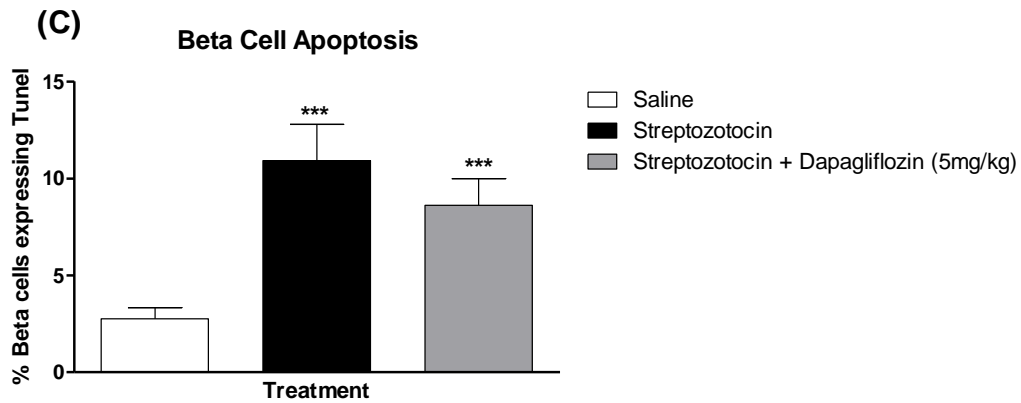 (C)
Beta Cell Apoptosis
% Beta cells expressing Tunel
15
10
5
0
***
***
Treatment
Saline
Streptozotocin
Streptozotocin + Dapagliflozin (5mg/kg)